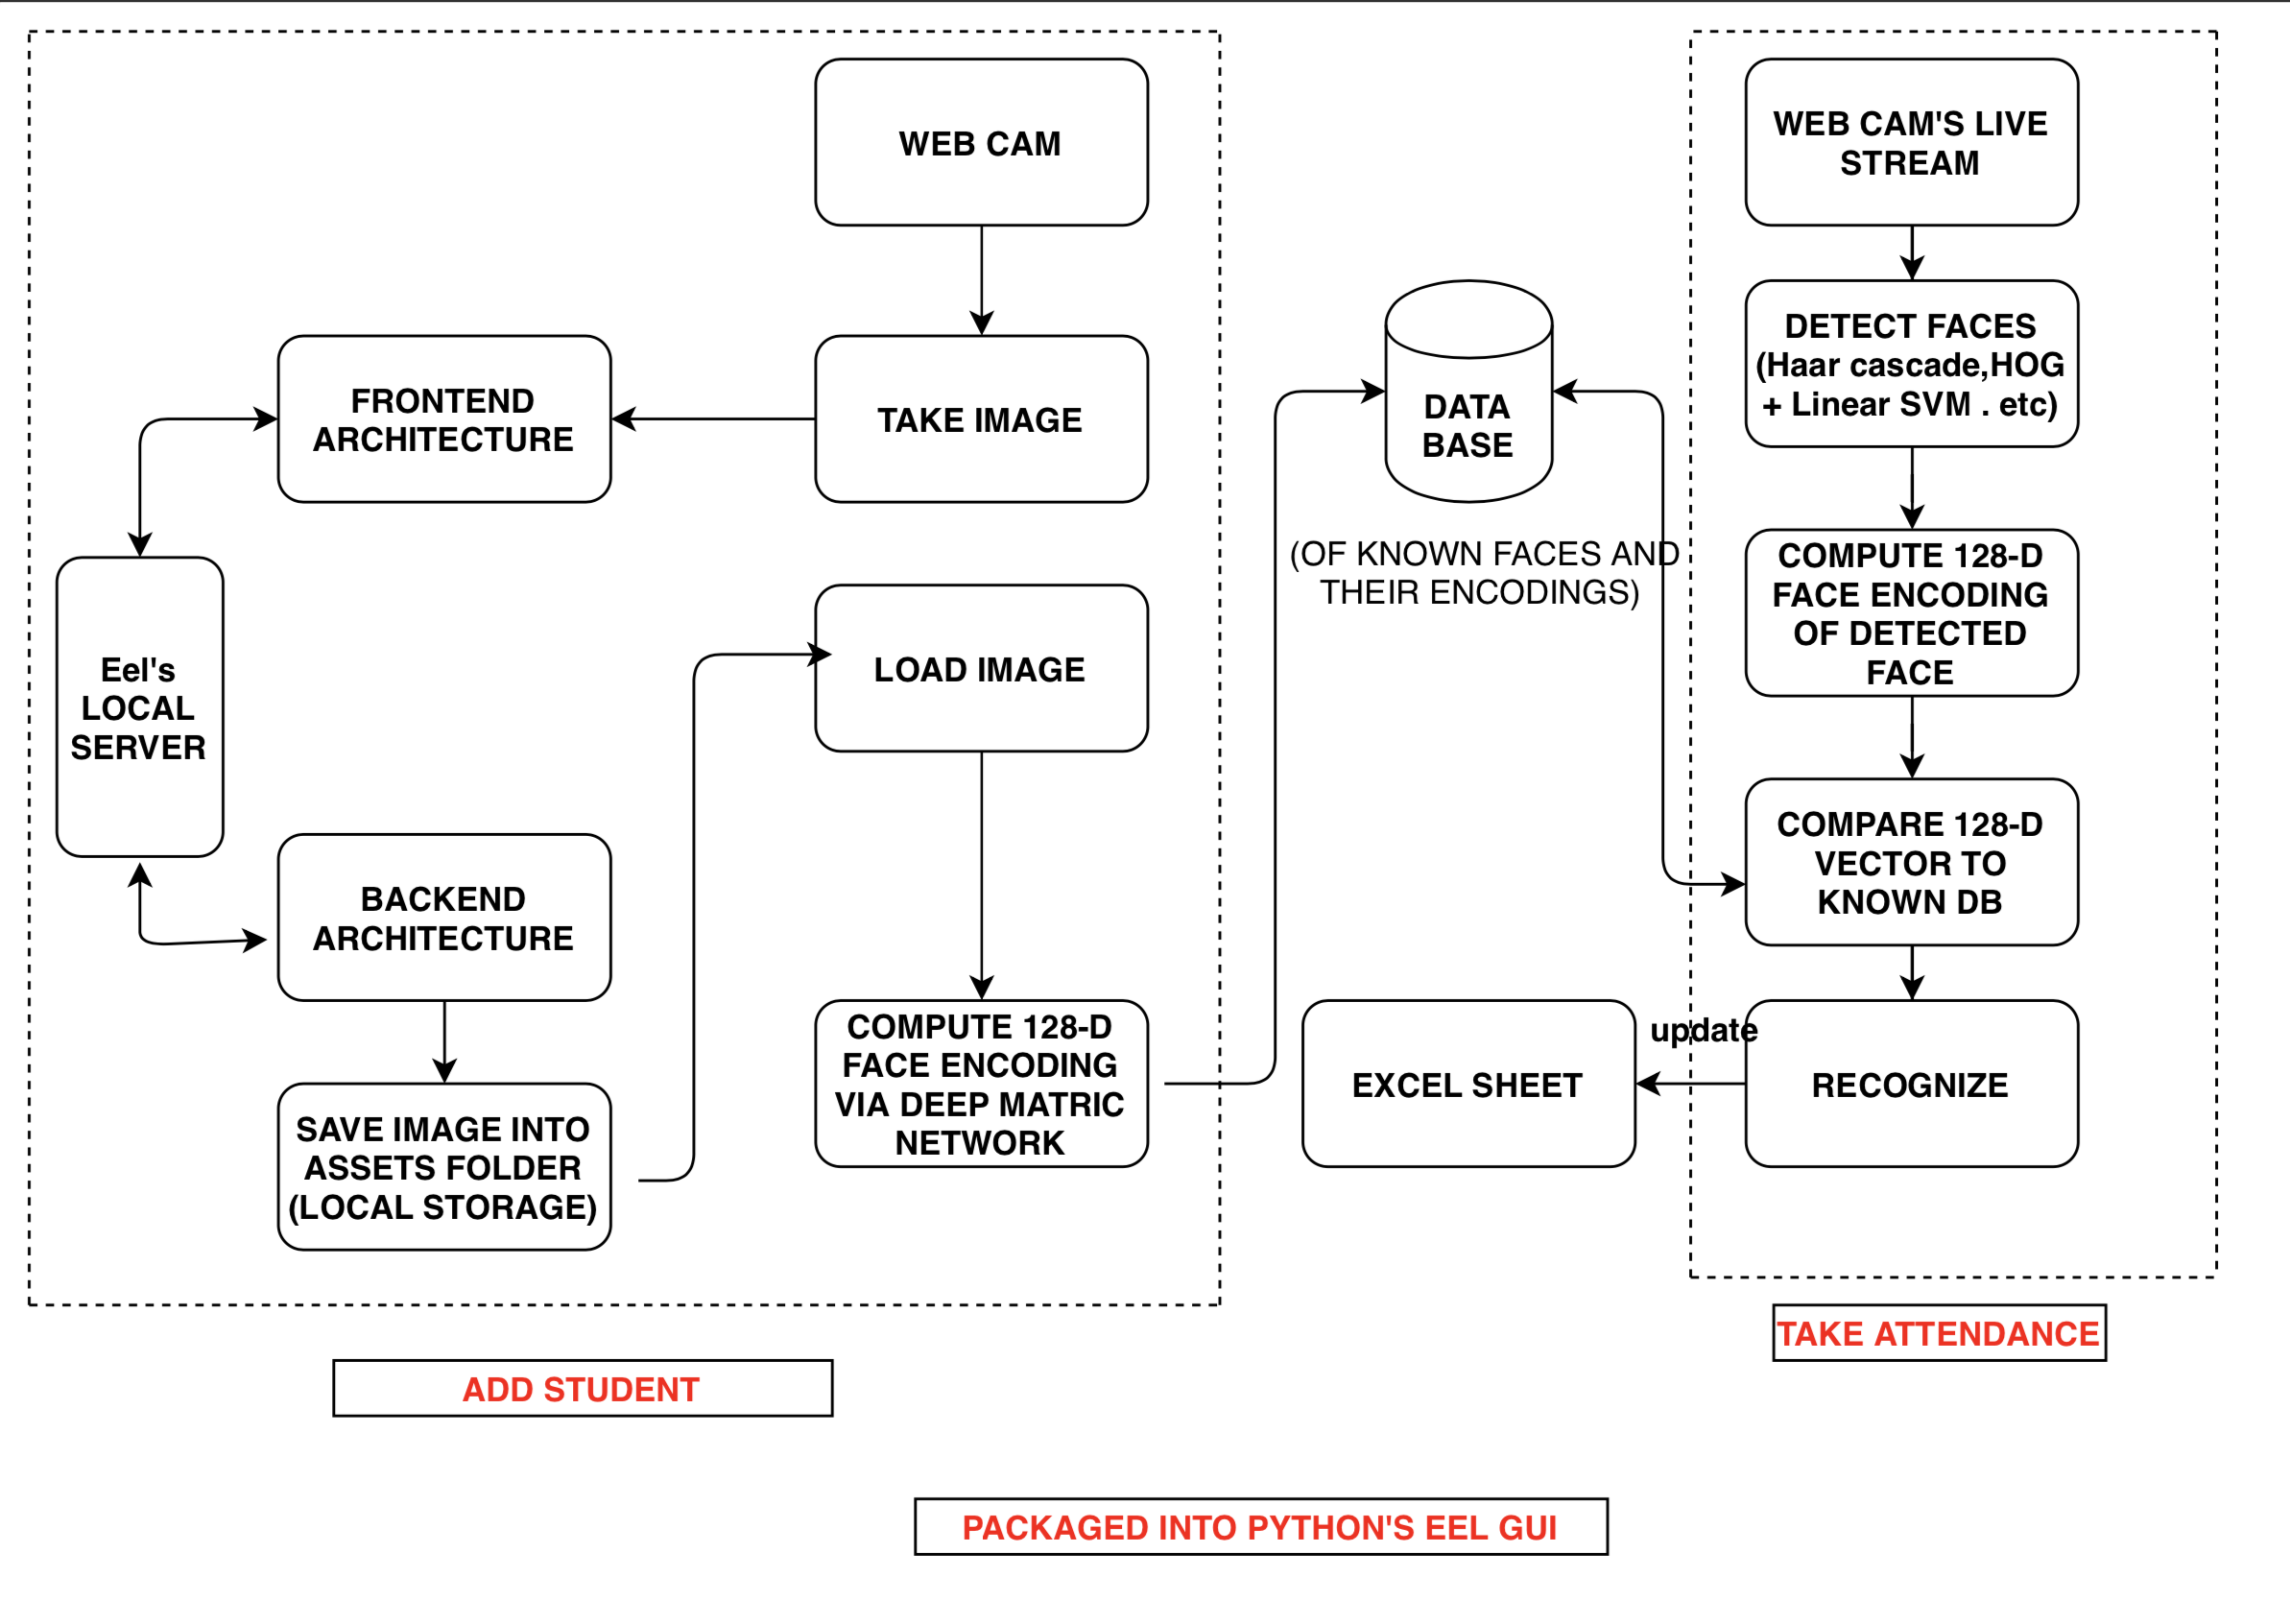 WEB CAM
TAKE IMAGE
FRONTEND
ARCHITECTURE
Eel's
LOCAL
SERVER
BACKEND
ARCHITECTURE
SAVE IMAGE INTO
ASSETS FOLDER
(LOCAL STORAGE)
LOAD IMAGE
COMPUTE 128-D
FACE ENCODING
VIA DEEP MATRIC
NETWORK
DATA
BASE
(OF KNOWN FACES AND
THEIR ENCODINGS)
WEB CAM'S LIVE
STREAM
DETECT FACES
(Haar cascade,HOG
+ Linear SVM . etc)
COMPUTE 128-D
FACE ENCODING
OF DETECTED
FACE
COMPARE 128-D
VECTOR TO
KNOWN DB
RECOGNIZE
update
EXCEL SHEET
TAKE ATTENDANCE
ADD STUDENT
PACKAGED INTO PYTHON'S EEL GUI